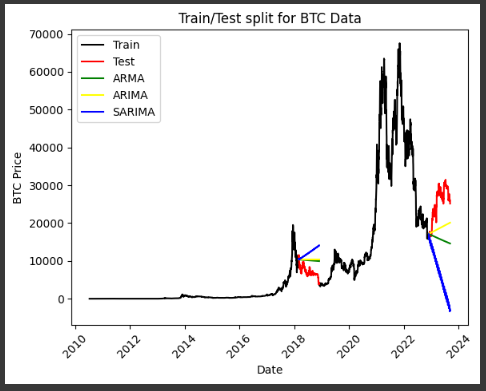 Train/Test split for BTC Data
70000
60000
50000
40000
30000
20000
10000
0
BTC Price
Train
Test
ARMA
ARIMA
SARIMA
2010
2012
2014
2016
2018
2020
2022
2024
Date